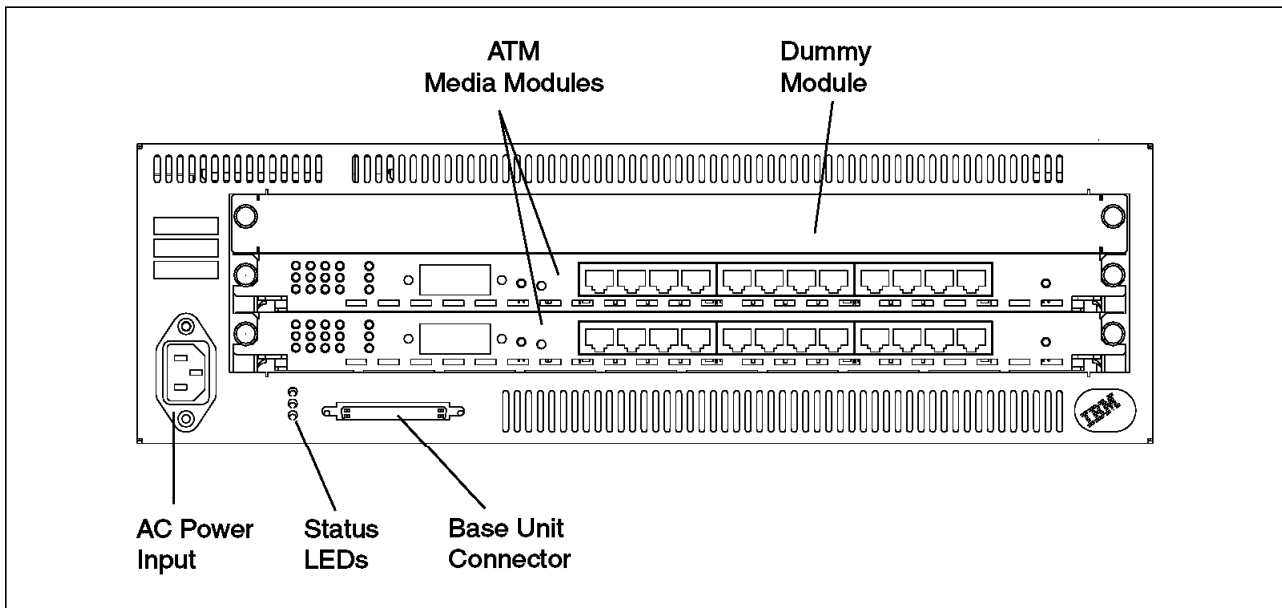 ATM
Media Modules
Dummy
Module
IBM
AC Power
Input
Status
LEDs
Base Unit
Connector